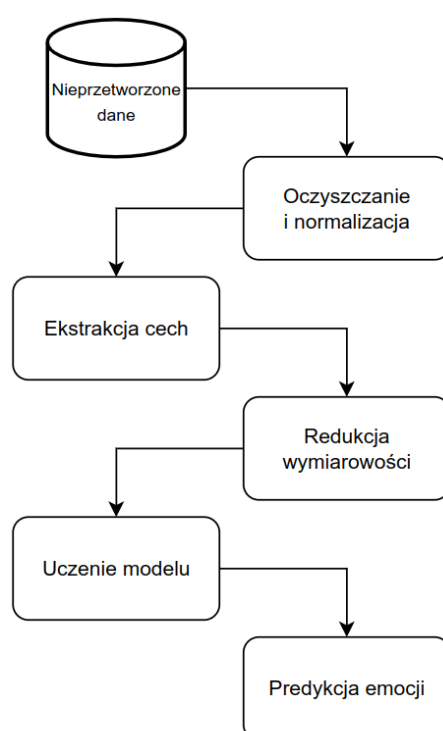 Nieprzetworzone
dane
Oczyszczanie
i normalizacja
Ekstrakcja cech
Redukcja
wymiarowości
Uczenie modelu
Predykcja emocji